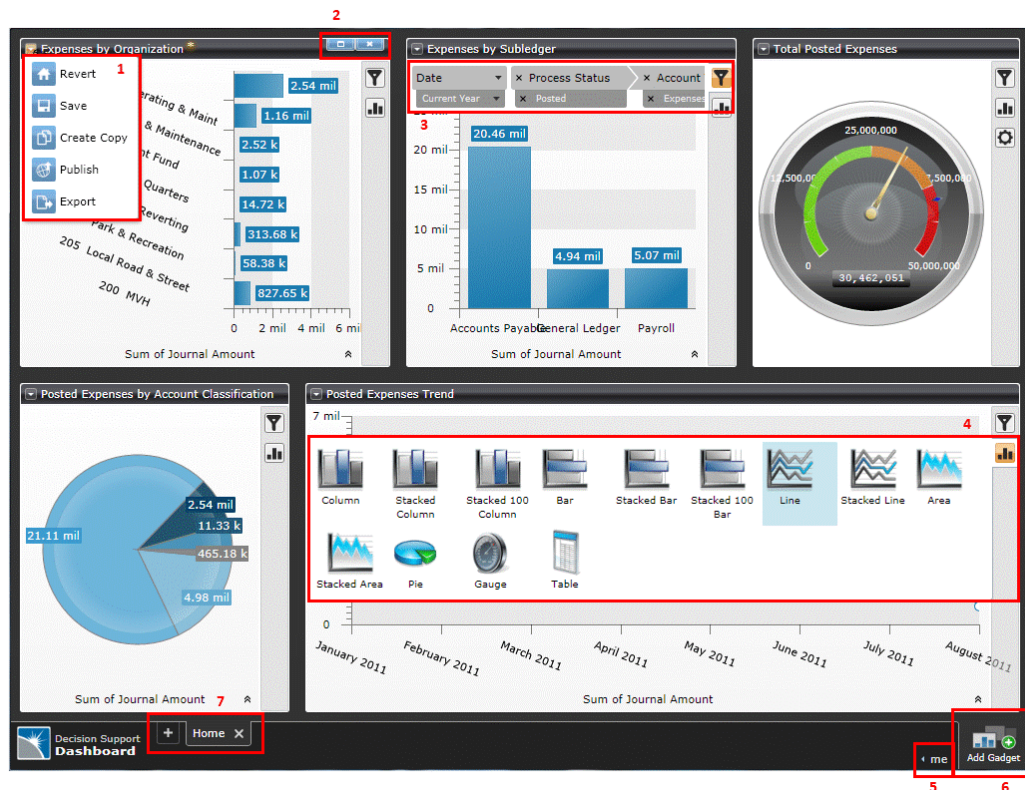 2
Expenses by Organization *
1
Revert
Save
Create Copy
Publish
Export
erating & Maint
& Maintenance
nt Fund
Quarters
Reverting
Park & Recreation
205 Local Road & Street
200 MVH
2.54 mil
1.16 mil
2.52 k
1.07 k
14.72 k
313.68 k
58.38 k
827.65 k
0 2 mil 4 mil 6 mi
Sum of Journal Amount
Expenses by Subledger
Date × Process Status × Account
Current Year × Posted × Expenses
3
20 mil
15 mil
10 mil
5 mil
0
20.46 mil
4.94 mil
5.07 mil
Accounts Payable General Ledger Payroll
Sum of Journal Amount
Total Posted Expenses
25,000,000
12,500,00
7,500,000
0
50,000,000
30,462,051
Posted Expenses by Account Classification
2.54 mil
11.33 k
21.11 mil
465.18 k
4.98 mil
Sum of Journal Amount
7
Posted Expenses Trend
7 mil
4
Column
Stacked Column
Stacked 100 Column
Bar
Stacked Bar
Stacked 100 Bar
Line
Stacked Line
Area
Stacked Area
Pie
Gauge
Table
0
January 2011
February 2011
March 2011
April 2011
May 2011
June 2011
July 2011
August 2011
Sum of Journal Amount
Decision Support
Dashboard
+
Home X
me
Add Gadget
5
6